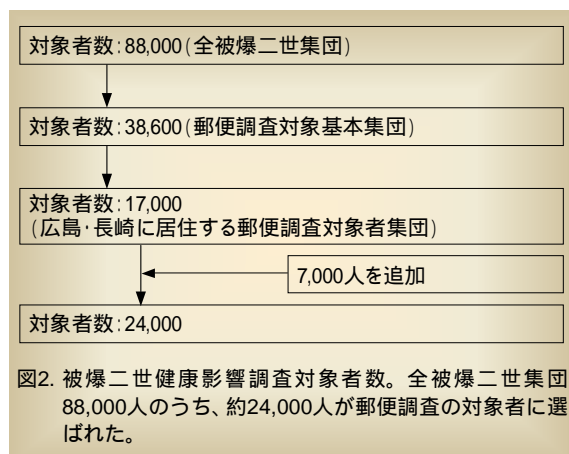 対象者数:88,000(全被爆二世集団)
対象者数:38,600(郵便調査対象基本集団)
対象者数:17,000
(広島・長崎に居住する郵便調査対象者集団)
7,000人を追加
対象者数:24,000
図2. 被爆二世健康影響調査対象者数。全被爆二世集団
88,000人のうち、約24,000人が郵便調査の対象者に選
ばれた。